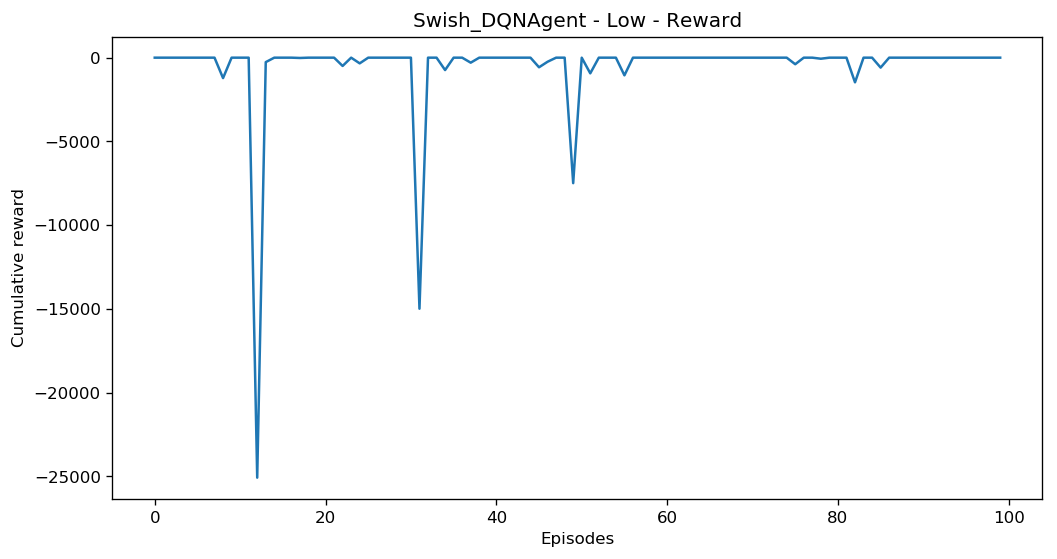 Swish_DQNAgent - Low - Reward
0
−5000
−10000
−15000
−20000
−25000
Cumulative reward
0 20 40 60 80 100
Episodes